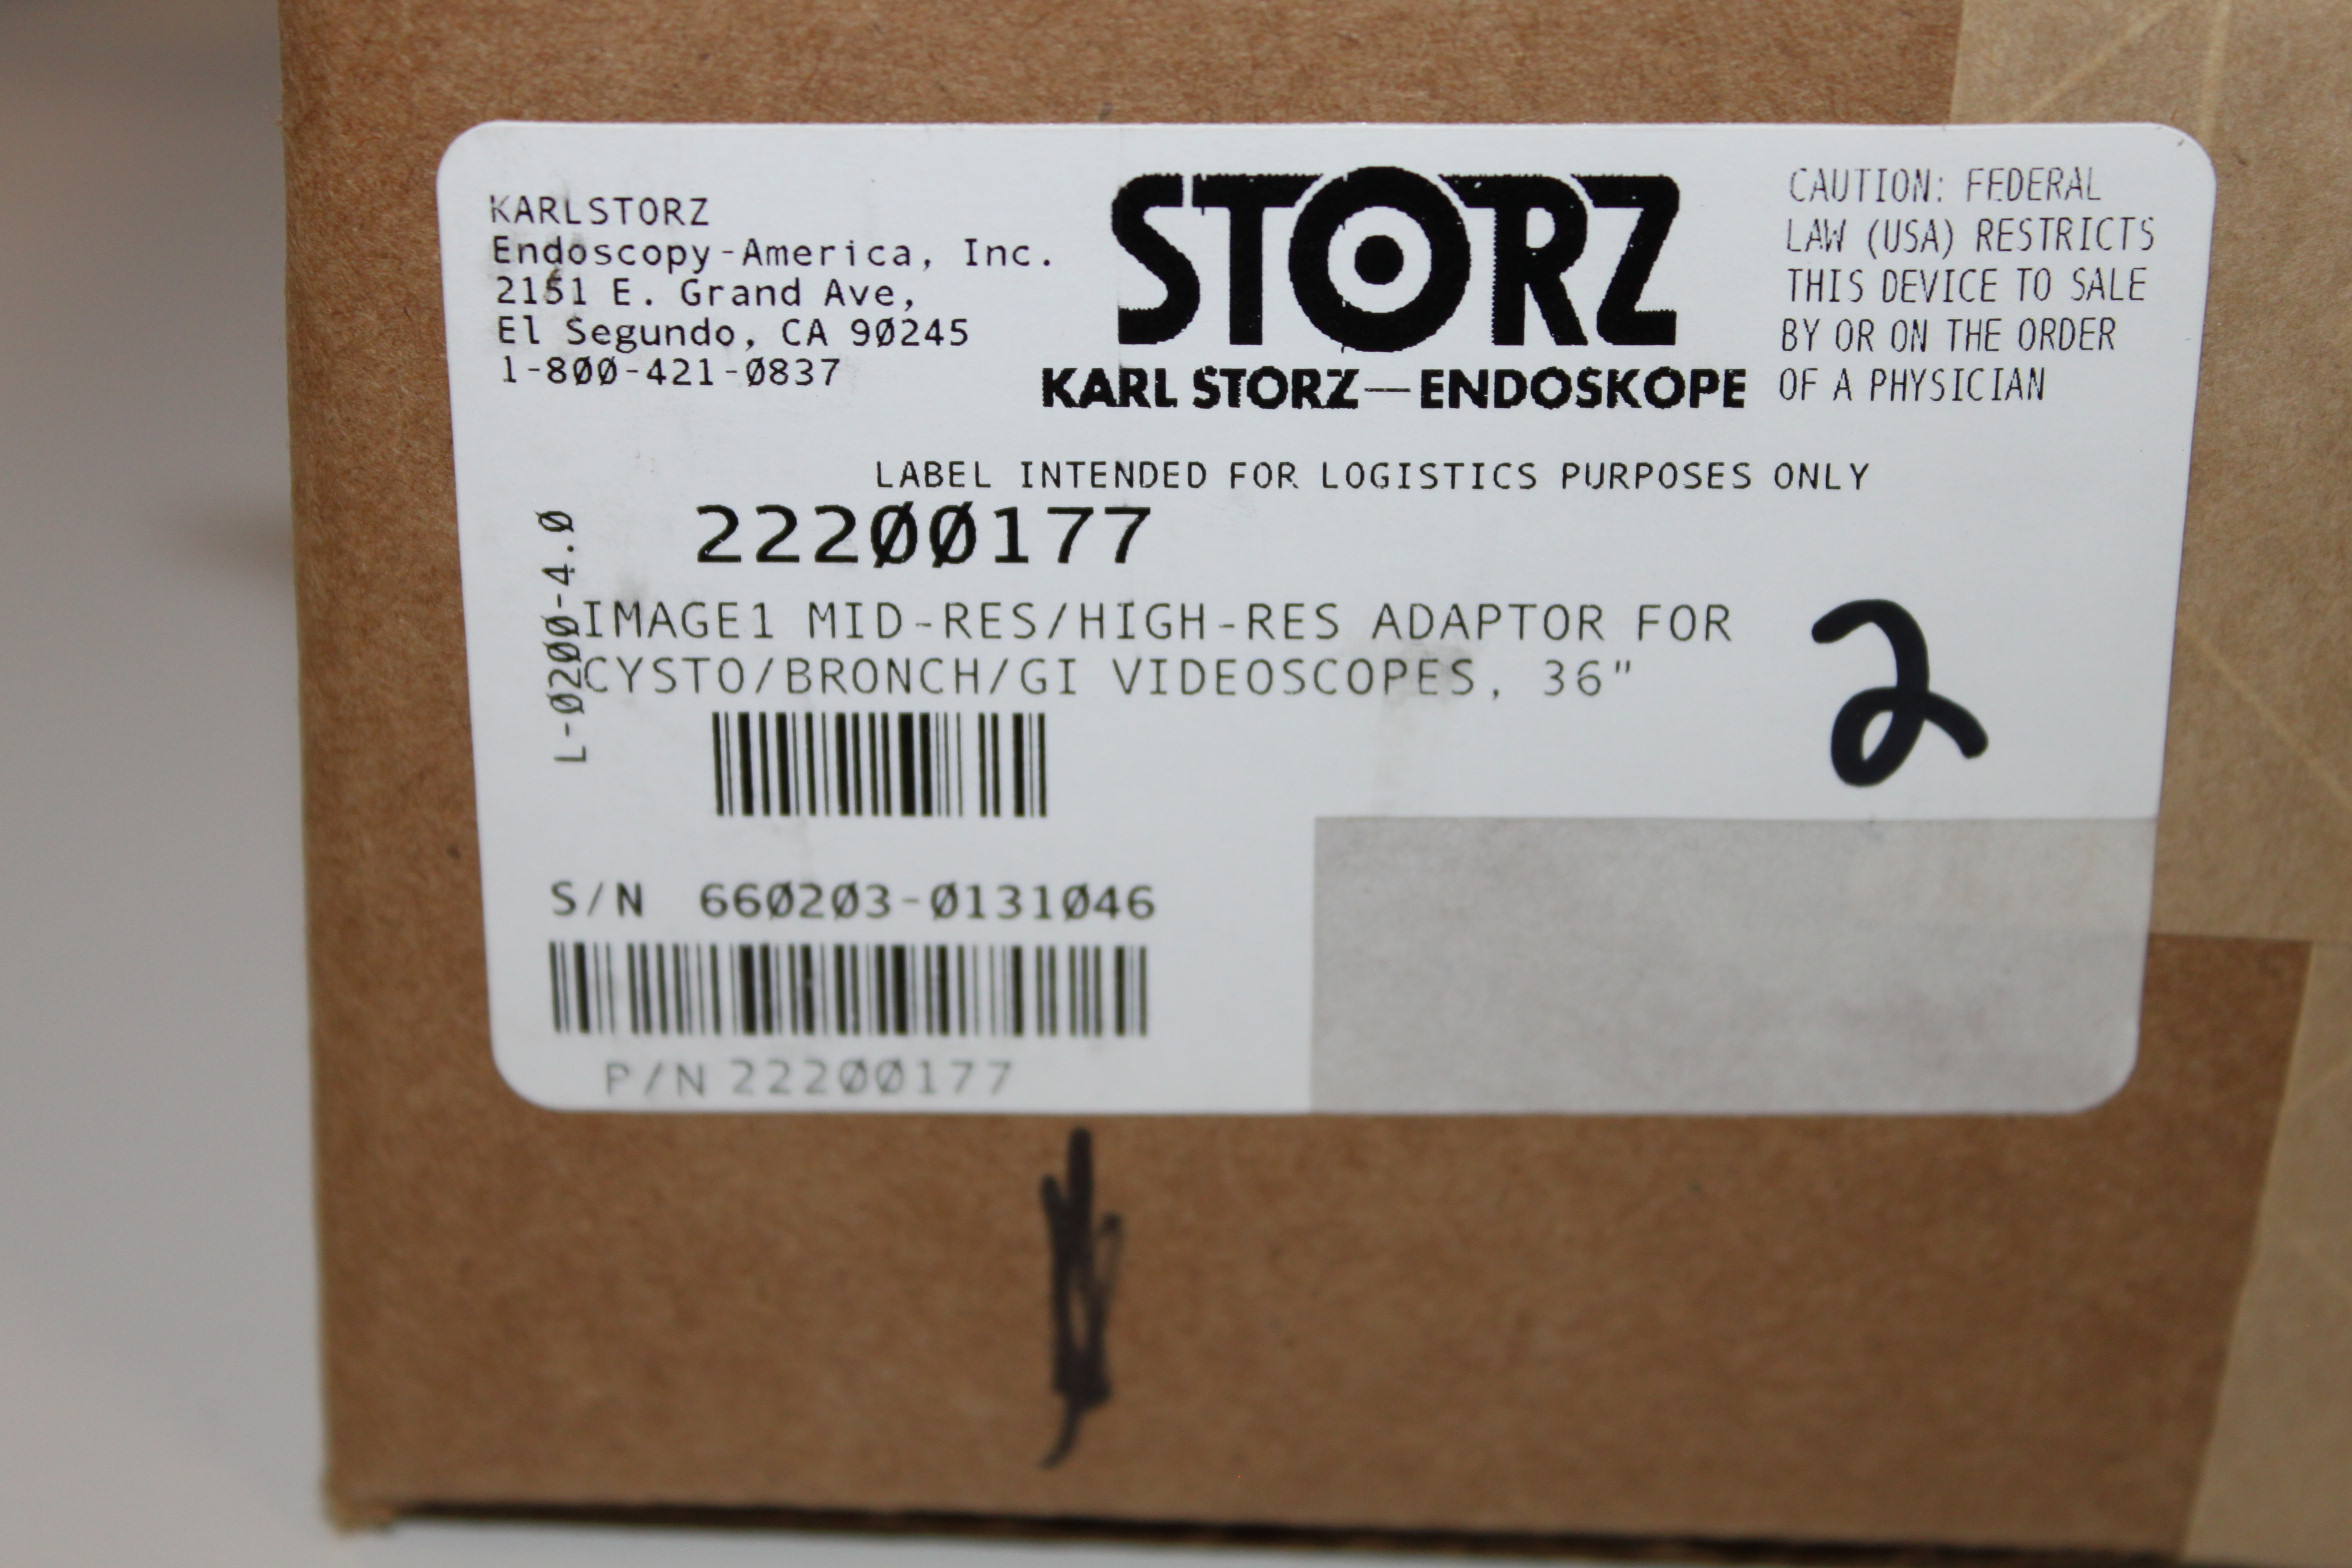 KARLSTORZ
Endoscopy-America, Inc.
2151 E. Grand Ave,
El Segundo, CA 90245
1-800-421-0837
STORZ
KARL STORZ—ENDOSKOPE
CAUTION: FEDERAL
LAW (USA) RESTRICTS
THIS DEVICE TO SALE
BY OR ON THE ORDER
OF A PHYSICIAN
LABEL INTENDED FOR LOGISTICS PURPOSES ONLY
22200177
L-0200-4.0
IMAGE1 MID-RES/HIGH-RES ADAPTOR FOR
CYSTO/BRONCH/GI VIDEOSCOPES, 36"
2
S/N 660203-0131046
P/N 22200177